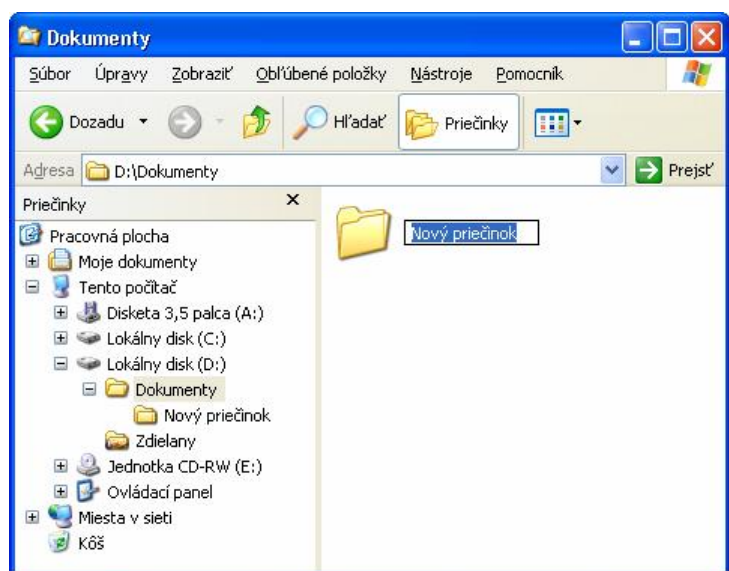 Dokumenty
Súbor Úpravy Zobraziť Obľúbené položky Nástroje Pomocník
Dozadu Hľadať Priečinky
Adresa D:\Dokumenty Prejsť
Priečinky
Pracovná plocha
Moje dokumenty
Tento počítač
Disketa 3,5 palca (A:)
Lokálny disk (C:)
Lokálny disk (D:)
Dokumenty
Nový priečinok
Zdielany
Jednotka CD-RW (E:)
Ovládací panel
Miesta v sieti
Kôš
Nový priečinok